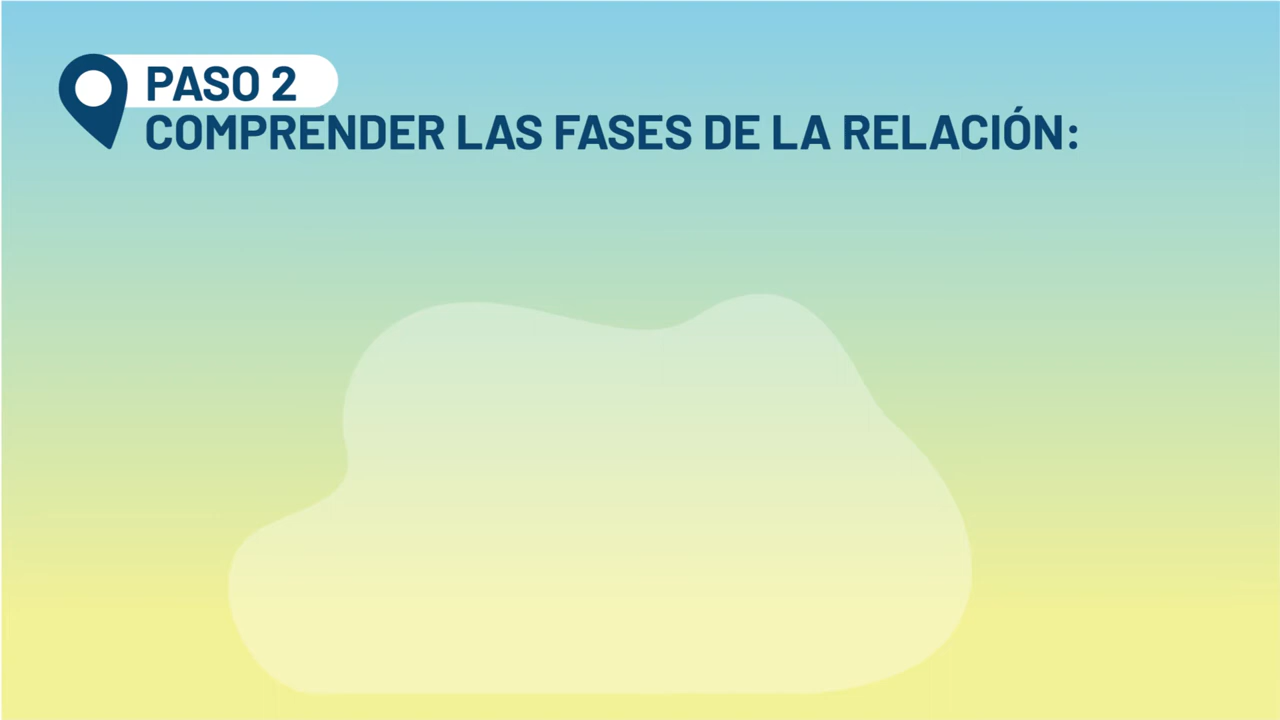 PASO 2
COMPRENDER LAS FASES DE LA RELACIÓN: